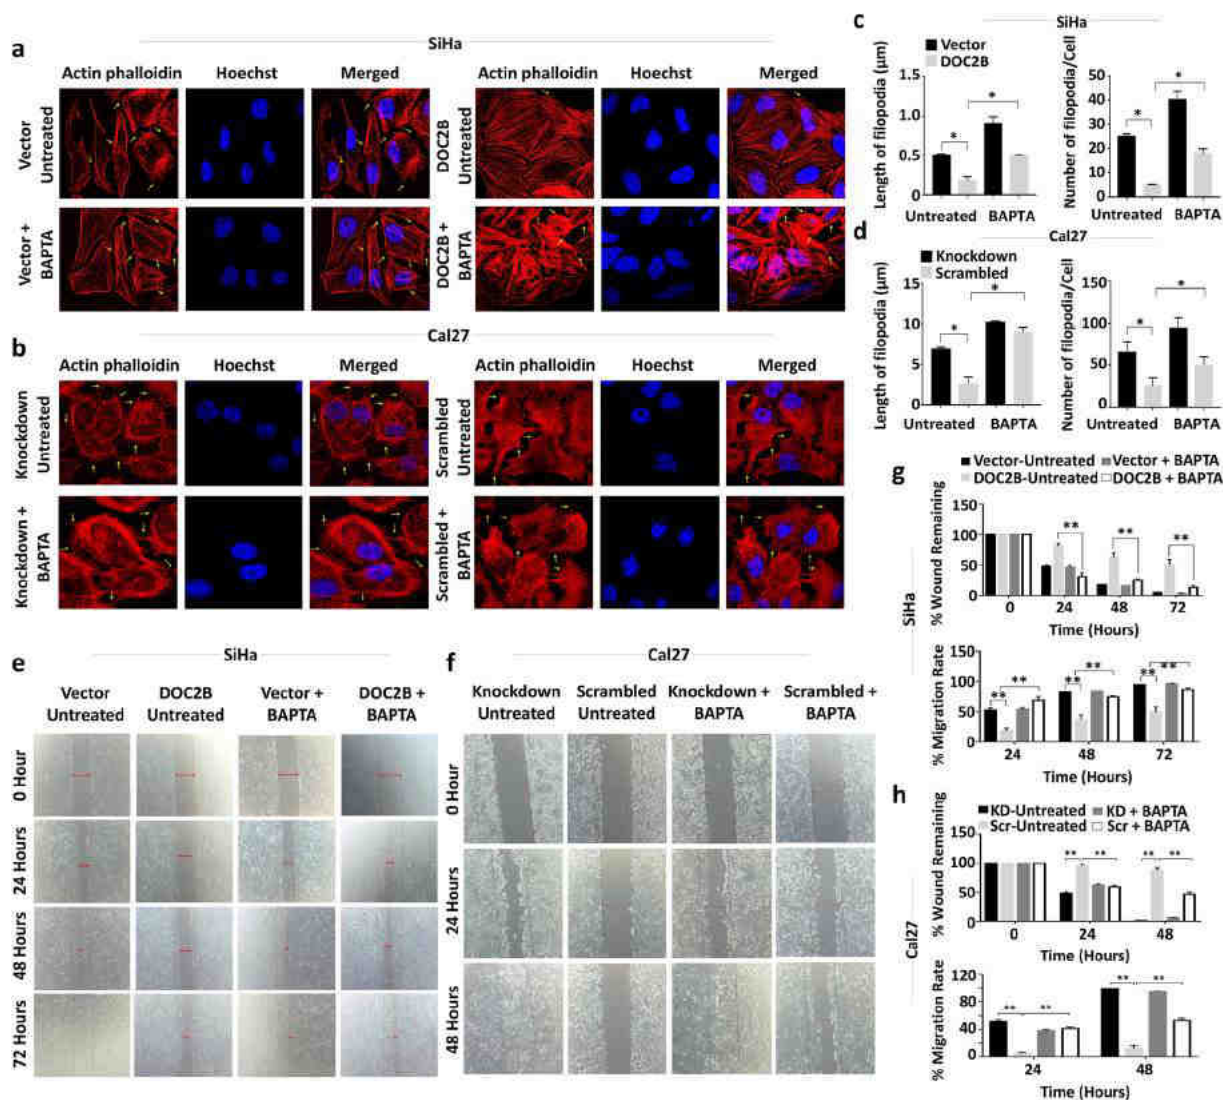 a
SiHa
Actin phalloidin Hoechst Merged Actin phalloidin Hoechst Merged
Vector
Untreated
DOC2B
Untreated
Vector +
BAPTA
DOC2B +
BAPTA
b
Cal27
Actin phalloidin Hoechst Merged Actin phalloidin Hoechst Merged
Knockdown
Untreated
Scrambled
Untreated
Knockdown +
BAPTA
Scrambled +
BAPTA
c
SiHa
Vector
DOC2B
Length of filopodia (µm)
1.5
1.0
0.5
0
* *
Untreated BAPTA
Number of filopodia/Cell
50
40
30
20
10
0
* *
Untreated BAPTA
d
Cal27
Knockdown
Scrambled
Length of filopodia (µm)
15
10
5
0
* *
Untreated BAPTA
Number of filopodia/Cell
150
100
50
0
* *
Untreated BAPTA
e
SiHa
Vector
Untreated
DOC2B
Untreated
Vector +
BAPTA
DOC2B +
BAPTA
0 Hour
24 Hours
48 Hours
72 Hours
f
Cal27
Knockdown
Untreated
Scrambled
Untreated
Knockdown +
BAPTA
Scrambled +
BAPTA
0 Hour
24 Hours
48 Hours
g
Vector-Untreated Vector + BAPTA
DOC2B-Untreated DOC2B + BAPTA
SiHa
% Wound Remaining
150
100
50
0
** ** **
0 24 48 72
Time (Hours)
% Migration Rate
150
100
50
0
** ** **
** ** ** 
24 48 72
Time (Hours)
h
KD-Untreated KD + BAPTA
Scr-Untreated Scr + BAPTA
Cal27
% Wound Remaining
150
100
50
0
** ** ** **
0 24 48
Time (Hours)
% Migration Rate
120
80
40
0
** ** ** **
24 48
Time (Hours)